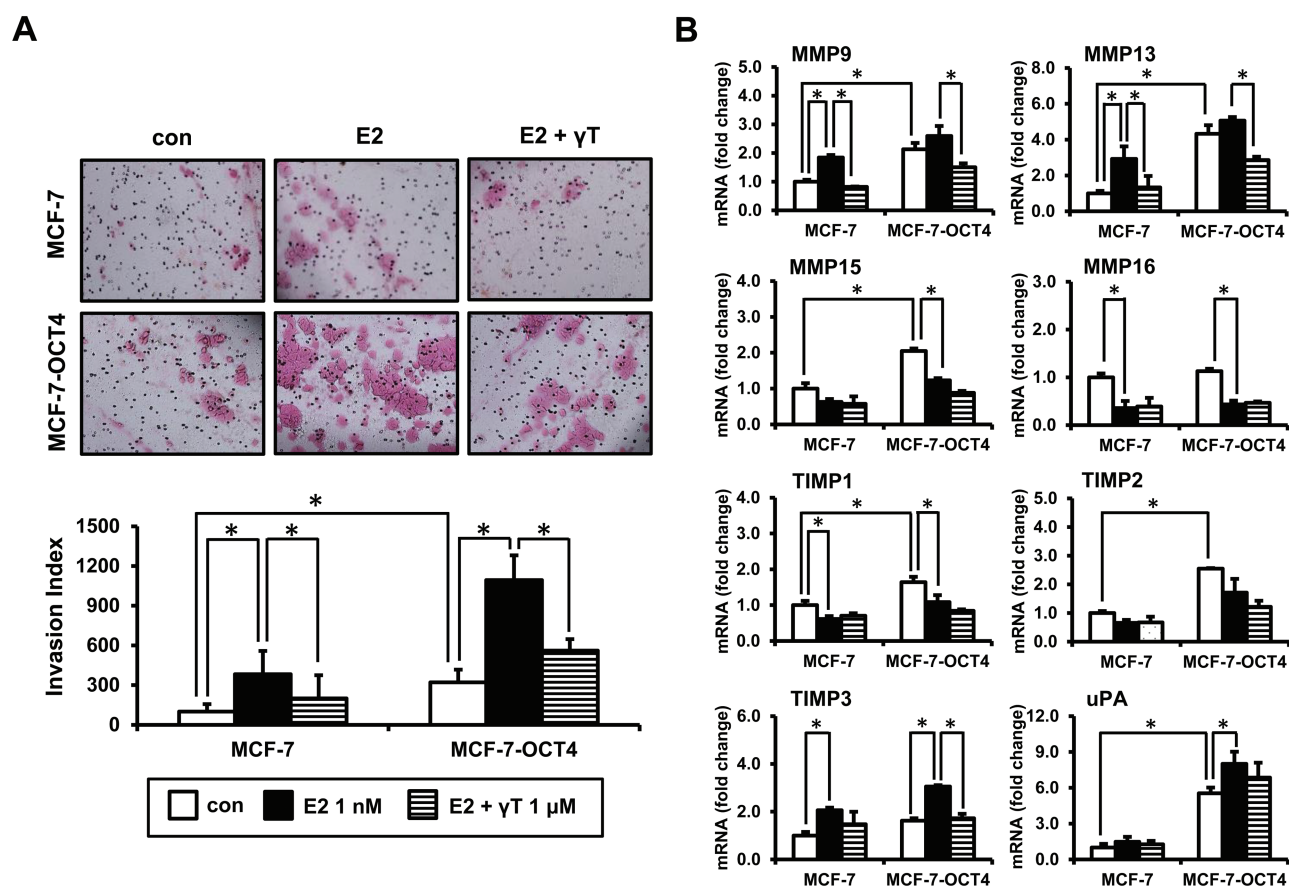 A
con E2 E2 + γT
MCF-7
MCF-7-OCT4
Invasion Index
1500
1200
900
600
300
0
* * * * *
MCF-7 MCF-7-OCT4
con E2 1 nM E2 + γT 1 μM
B
MMP9
mRNA (fold change)
5.0
4.0
3.0
2.0
1.0
0.0
* * * *
MCF-7 MCF-7-OCT4
MMP13
mRNA (fold change)
8.0
6.0
4.0
2.0
0.0
* * * *
MCF-7 MCF-7-OCT4
MMP15
mRNA (fold change)
4.0
3.0
2.0
1.0
0.0
* *
MCF-7 MCF-7-OCT4
MMP16
mRNA (fold change)
3.0
2.0
1.0
0.0
* *
MCF-7 MCF-7-OCT4
TIMP1
mRNA (fold change)
4.0
3.0
2.0
1.0
0.0
* * *
MCF-7 MCF-7-OCT4
TIMP2
mRNA (fold change)
5.0
4.0
3.0
2.0
1.0
0.0
*
MCF-7 MCF-7-OCT4
TIMP3
mRNA (fold change)
6.0
4.0
2.0
0.0
* * *
MCF-7 MCF-7-OCT4
uPA
mRNA (fold change)
12.0
9.0
6.0
3.0
0.0
* *
MCF-7 MCF-7-OCT4